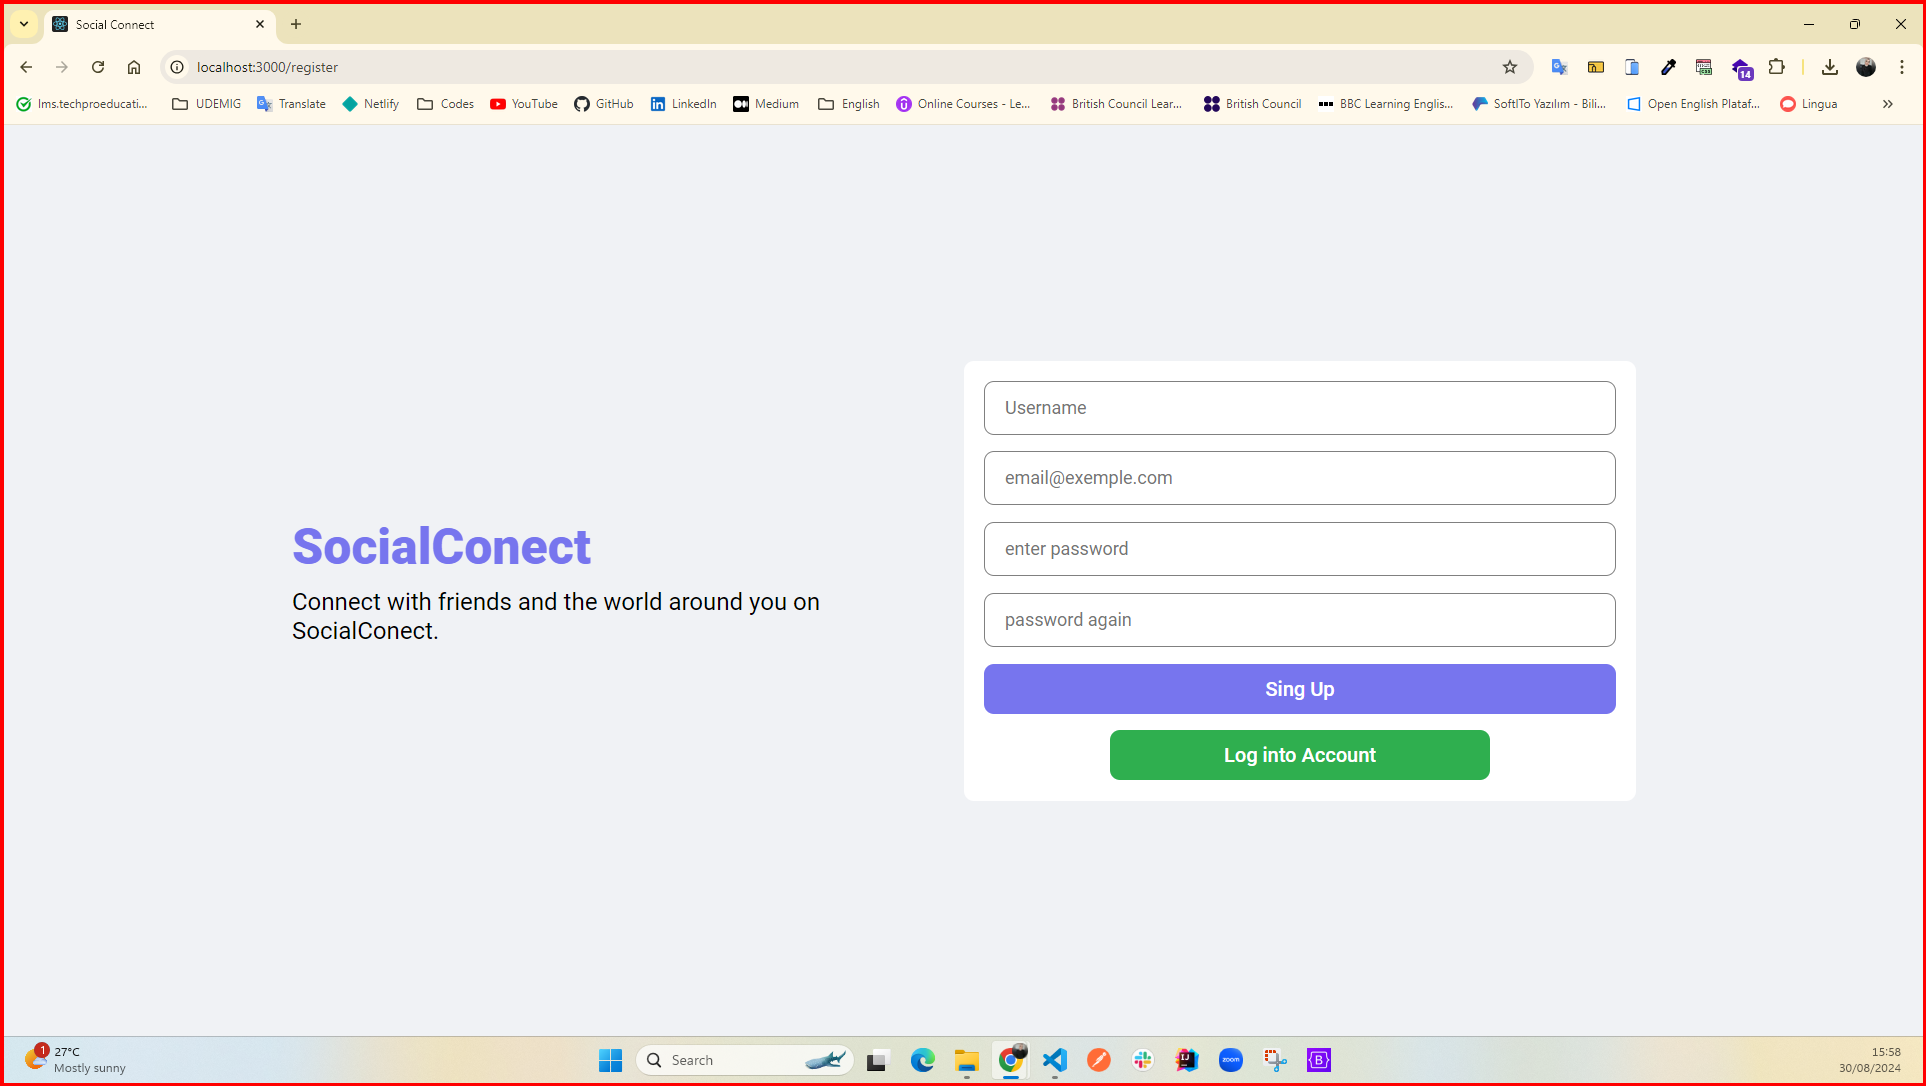 Social Connect
localhost:3000/register
14
lms.techproeducati...
UDEMIG
Translate
Netlify
Codes
YouTube
GitHub
LinkedIn
Medium
English
Online Courses - Le...
British Council Lear...
British Council
BBC Learning Englis...
SoftITo Yazılım - Bili...
Open English Plataf...
Lingua
SocialConect
Connect with friends and the world around you on
SocialConect.
Username
email@exemple.com
enter password
password again
Sing Up
Log into Account
1
27°C
Mostly sunny
Search
zoom
15:58
30/08/2024